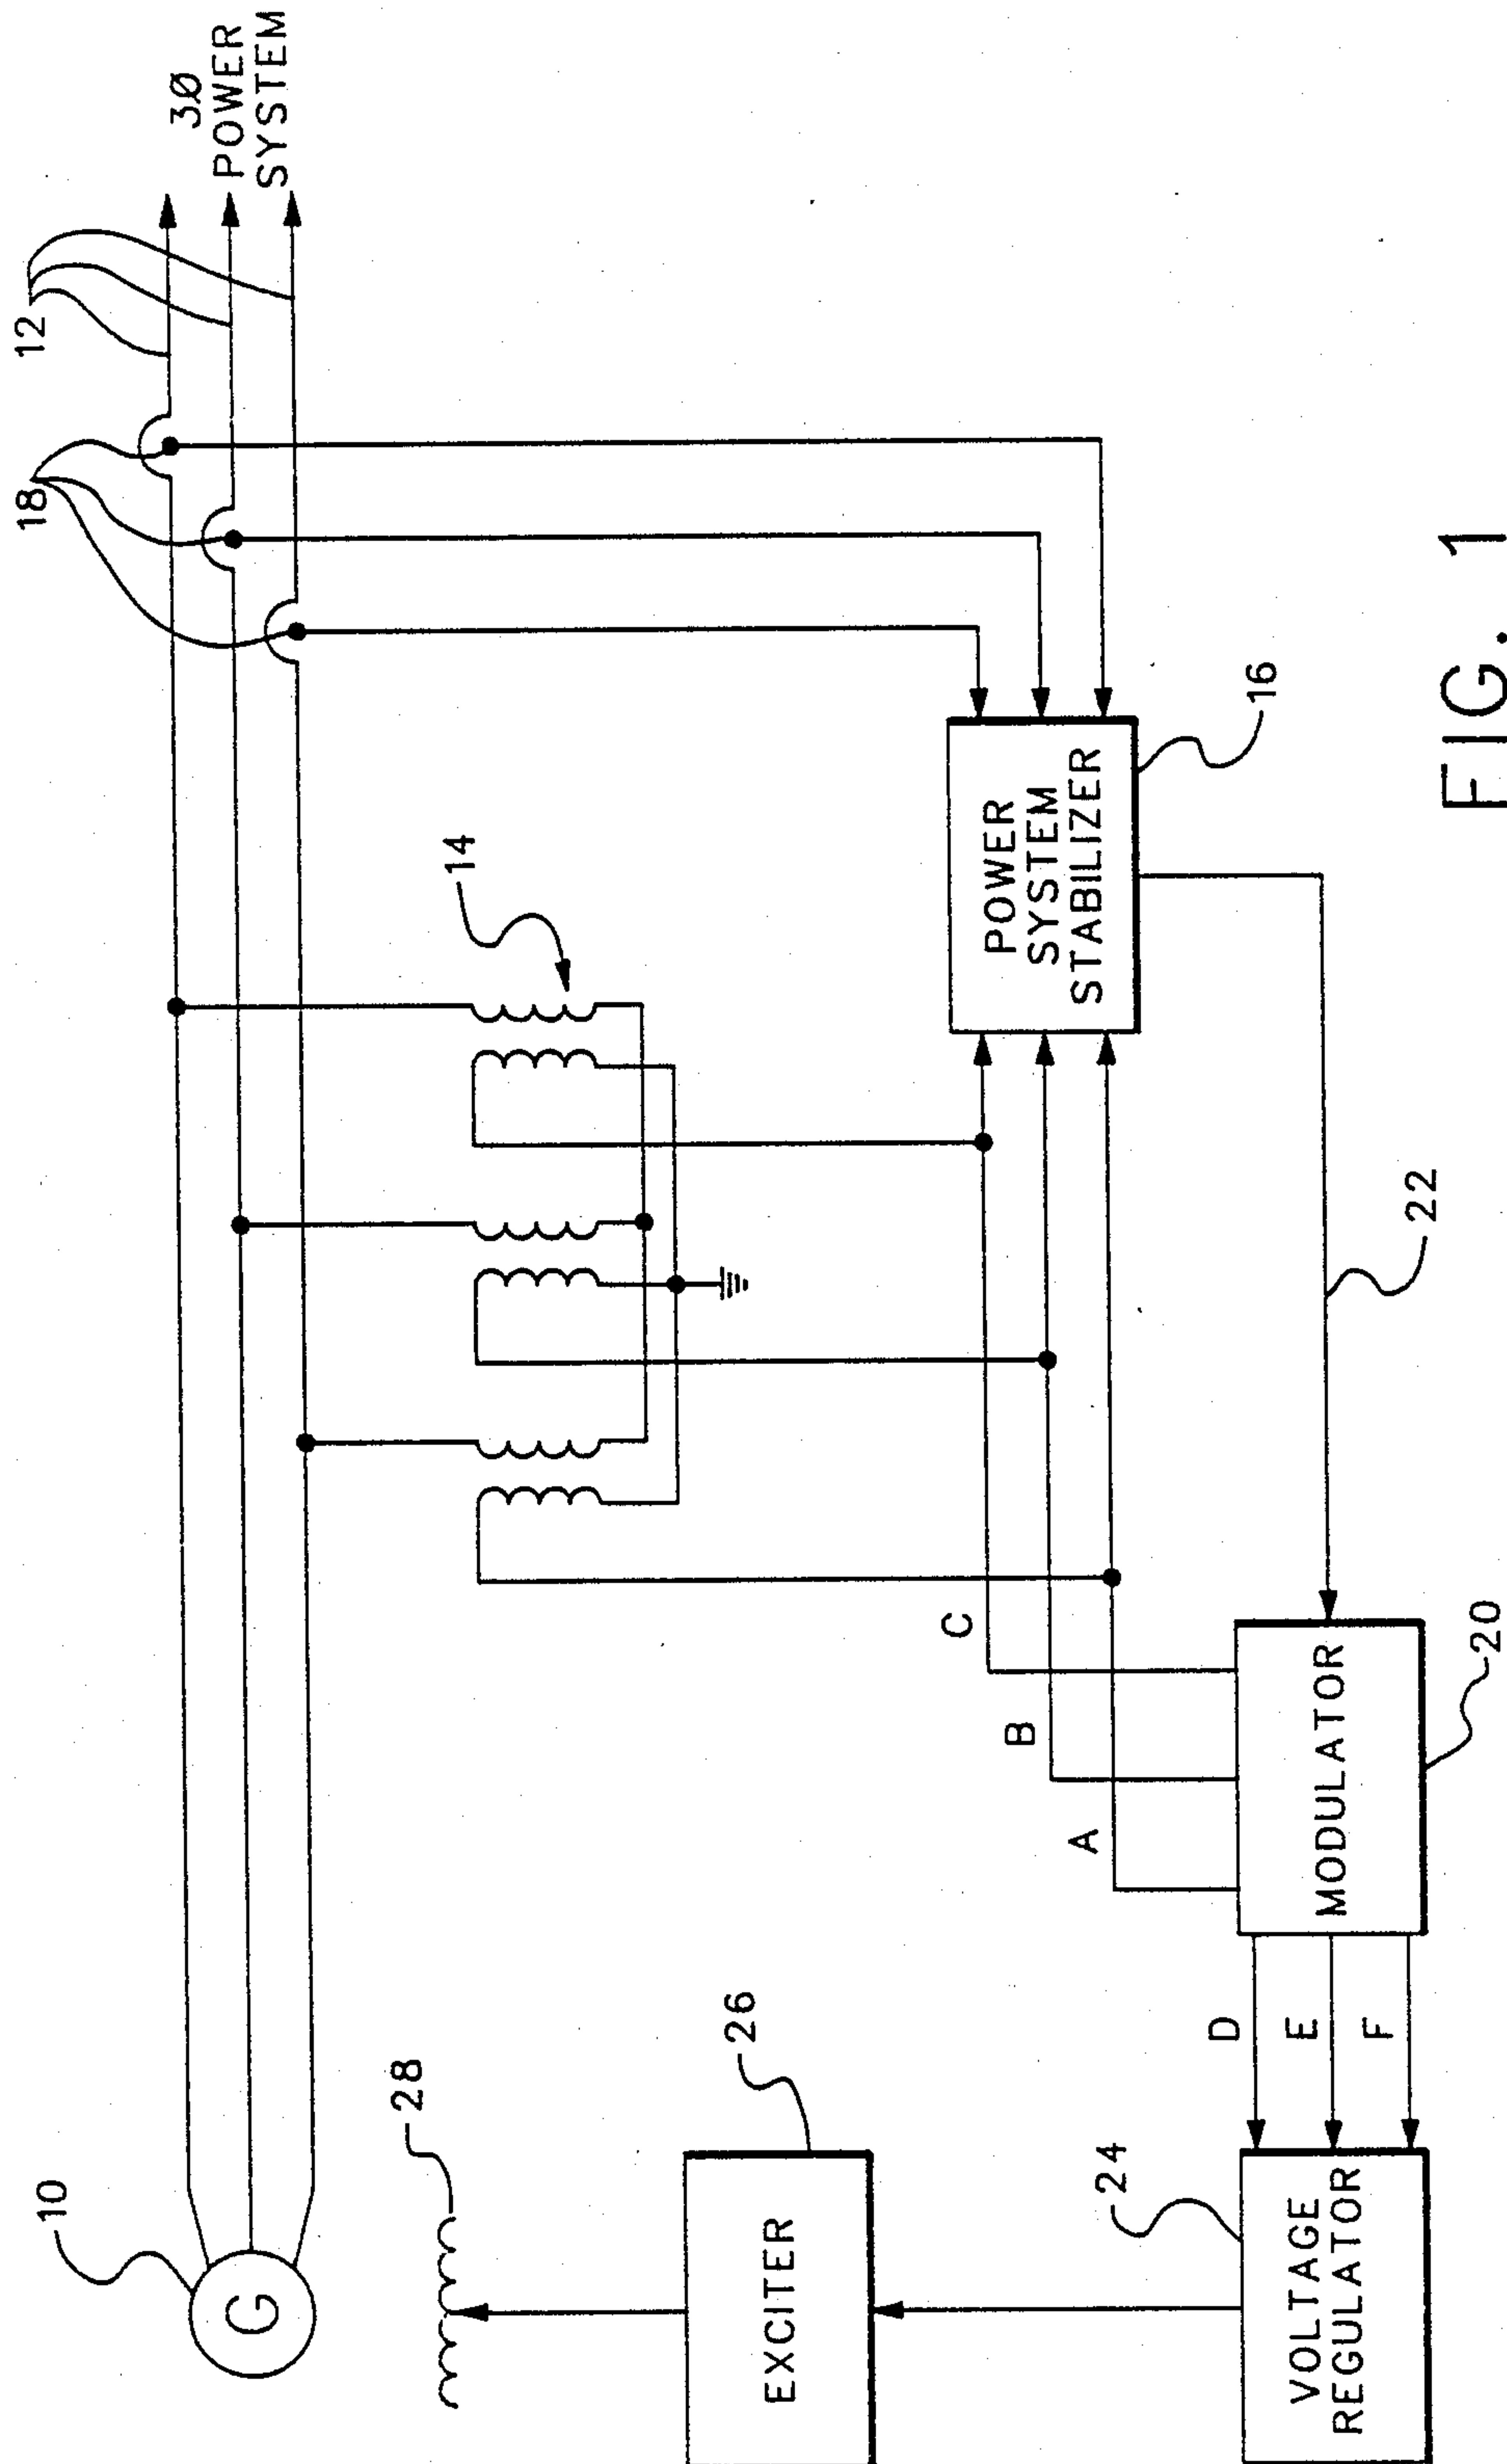 10
G
18
12
3Ø
POWER
SYSTEM
28
14
26
EXCITER
C
B
A
POWER
SYSTEM
STABILIZER
16
24
VOLTAGE
REGULATOR
D
E
F
MODULATOR
20
22
FIG. 1